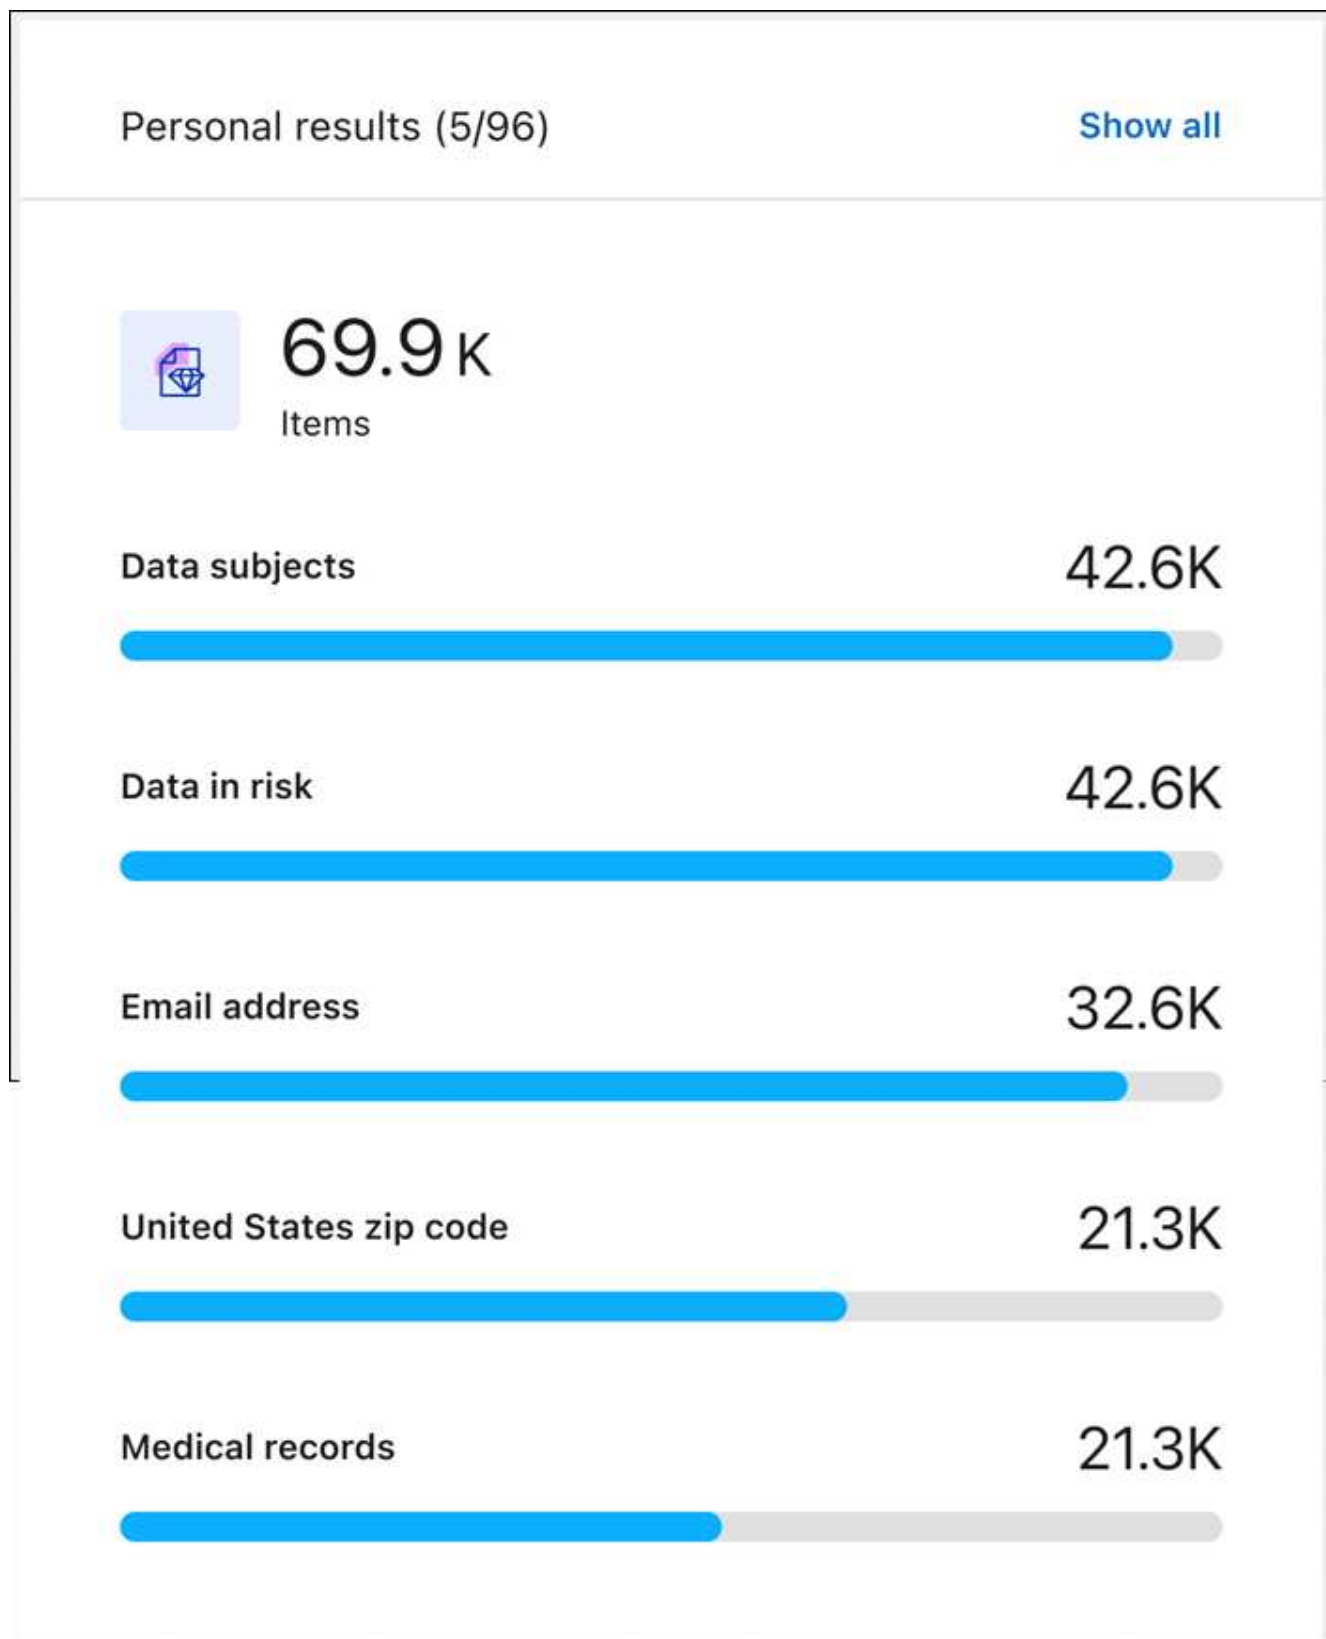 Personal results (5/96) Show all
69.9 K
Items
Data subjects 42.6K
Data in risk 42.6K
Email address 32.6K
United States zip code 21.3K
Medical records 21.3K